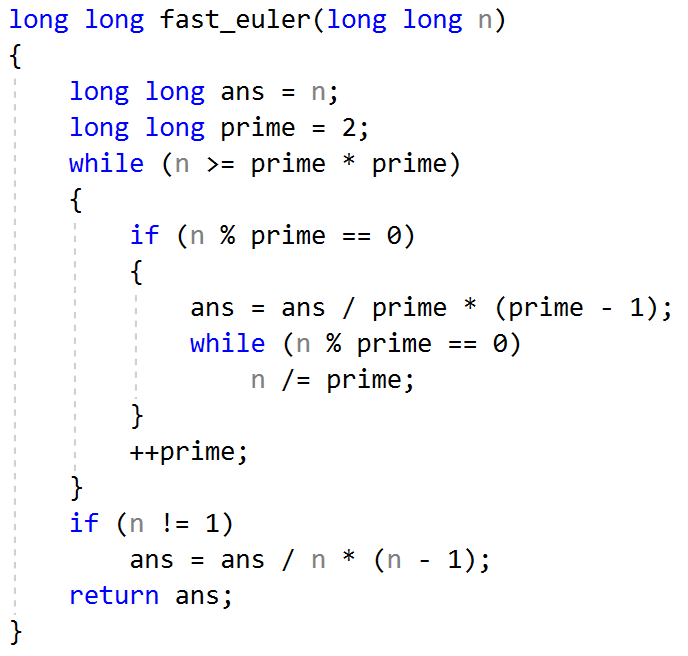 long long fast_euler(long long n)
{
    long long ans = n;
    long long prime = 2;
    while (n >= prime * prime)
    {
        if (n % prime == 0)
        {
            ans = ans / prime * (prime - 1);
            while (n % prime == 0)
                n /= prime;
        }
        ++prime;
    }
    if (n != 1)
        ans = ans / n * (n - 1);
    return ans;
}